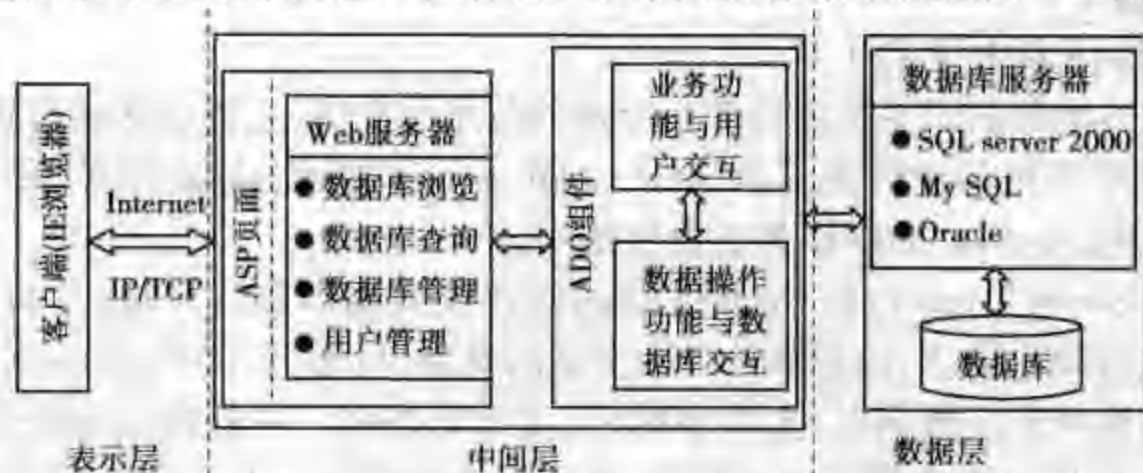 客户端(IE浏览器)
Internet
IP/TCP
ASP页面
Web服务器
● 数据库浏览
● 数据库查询
● 数据库管理
● 用户管理
ADO组件
业务功
能与用
户交互
数据操作
功能与数
据库交互
数据库服务器
● SQL server 2000
● My SQL
● Oracle
数据库
表示层
中间层
数据层